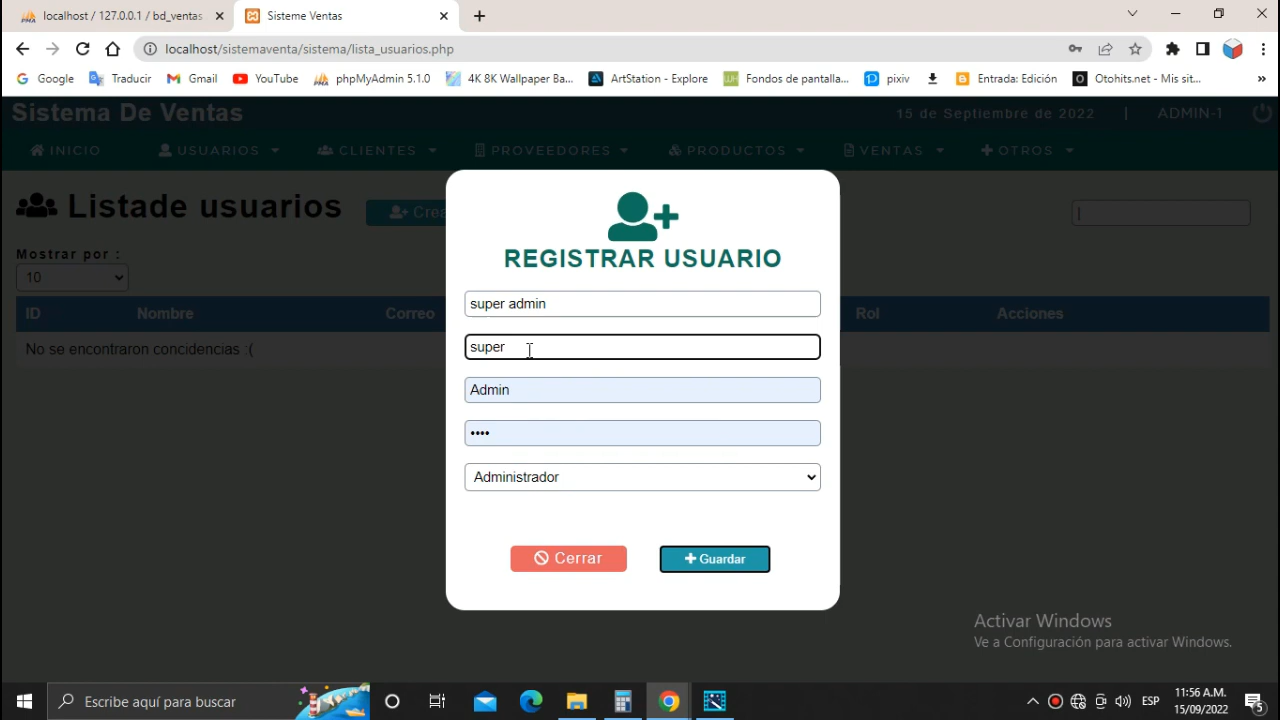 localhost / 127.0.0.1 / bd_ventas
Sisteme Ventas
localhost/sistemaventa/sistema/lista_usuarios.php
Google
Traducir
Gmail
YouTube
phpMyAdmin 5.1.0
4K 8K Wallpaper Ba...
ArtStation - Explore
Fondos de pantalla...
pixiv
Entrada: Edición
Otohits.net - Mis sit...
»
Sistema De Ventas
15 de Septiembre de 2022 | ADMIN-1
INICIO
USUARIOS
CLIENTES
PROVEEDORES
PRODUCTOS
VENTAS
OTROS
Listade usuarios
Crea
Mostrar por :
10
ID Nombre Correo Rol Acciones
No se encontraron concidencias :(
REGISTRAR USUARIO
super admin
super
Admin
••••
Administrador
Cerrar
Guardar
Activar Windows
Ve a Configuración para activar Windows.
Escribe aquí para buscar
ESP
11:56 A.M.
15/09/2022
5